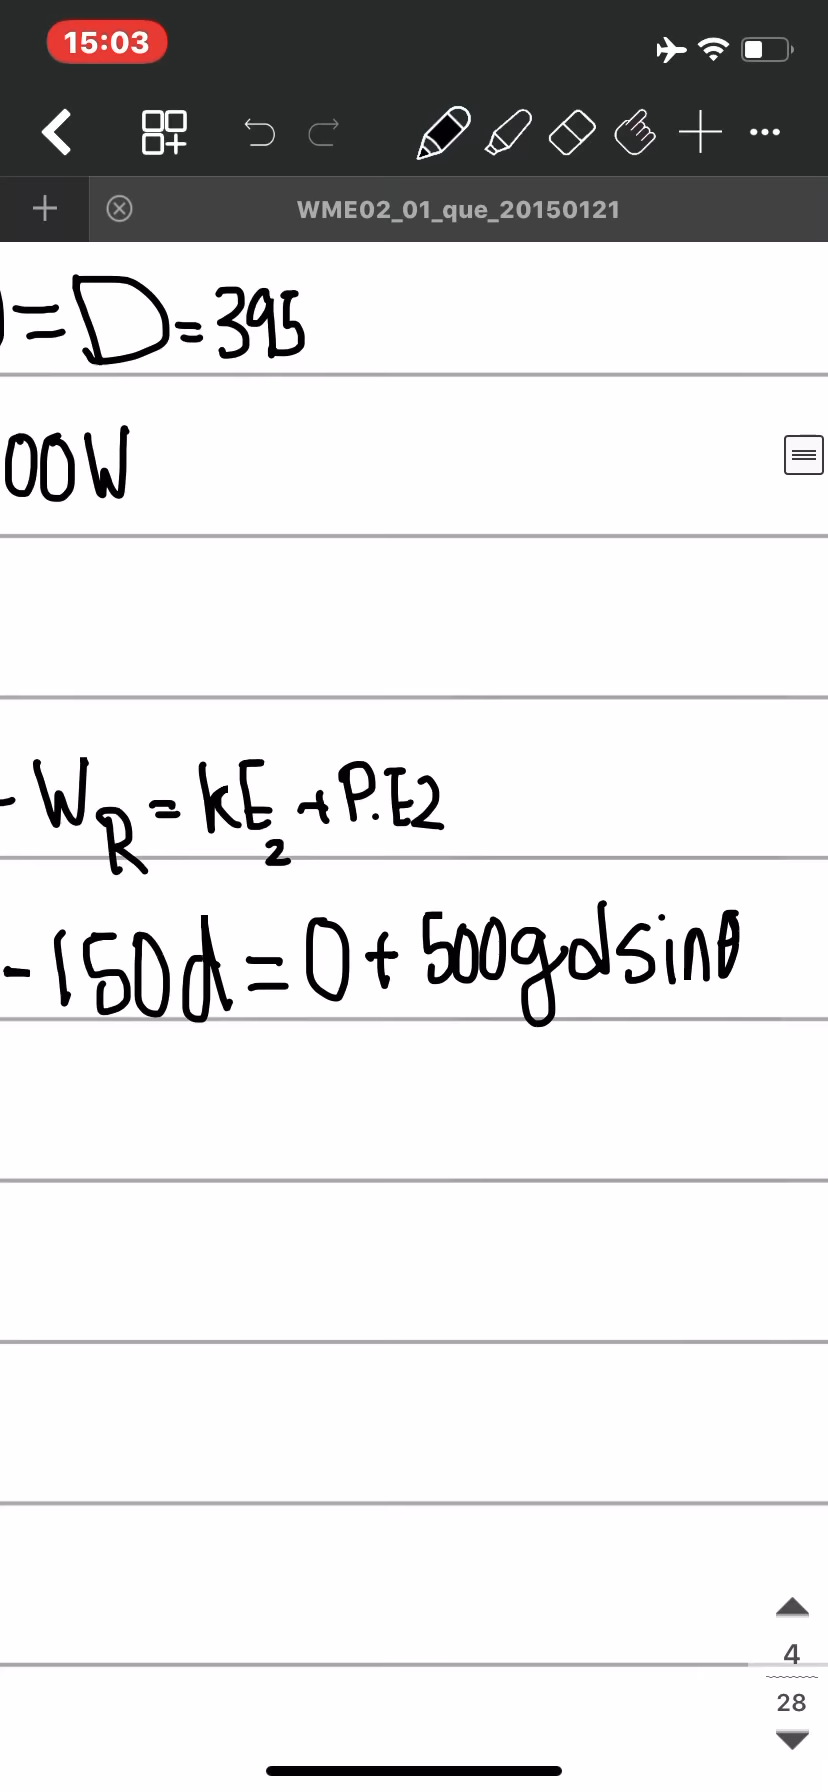 15:03
WME02_01_que_20150121
=D=395
00W
-W_R=KE_2+P.E2
-150d=0+500gdsinθ
4
28